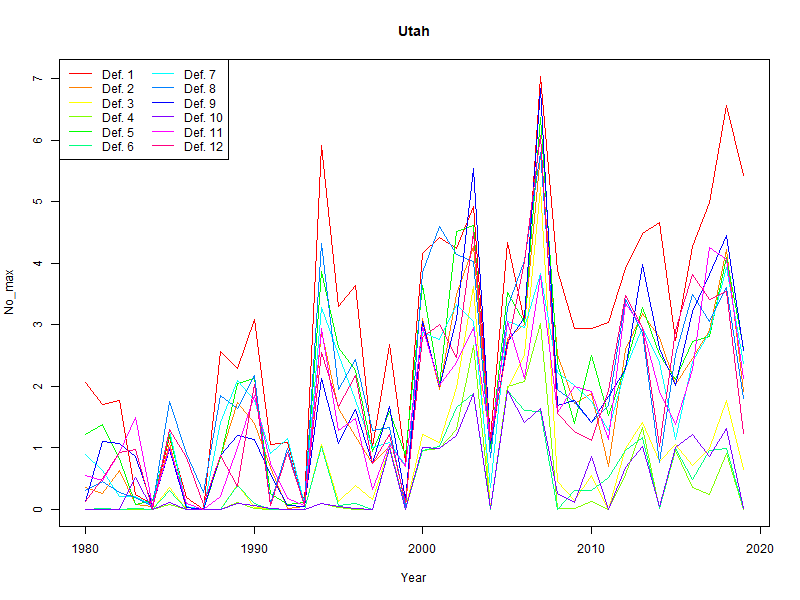 Utah
Def. 1 Def. 7
Def. 2 Def. 8
Def. 3 Def. 9
Def. 4 Def. 10
Def. 5 Def. 11
Def. 6 Def. 12
7
6
5
4
3
2
1
0
No_max
1980 1990 2000 2010 2020
Year